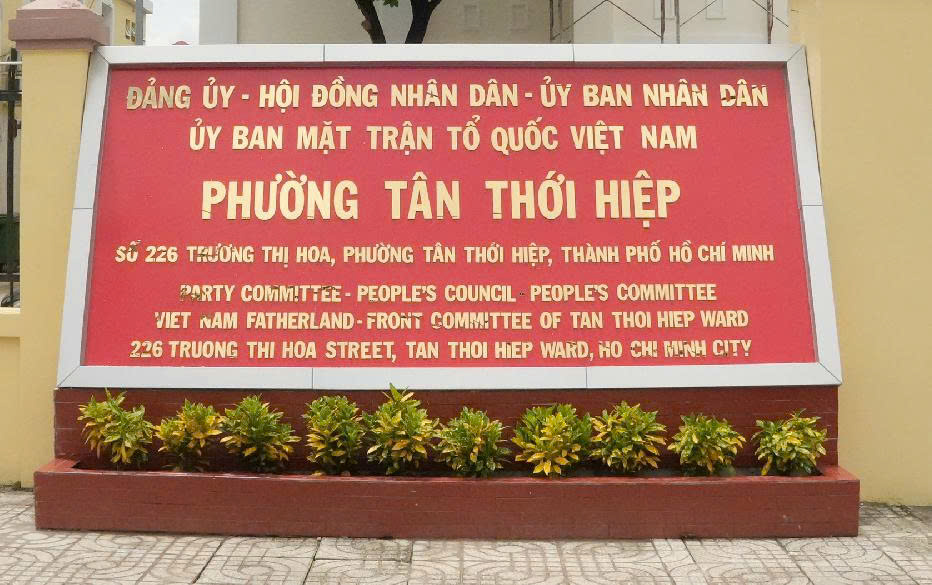 ĐẢNG ỦY - HỘI ĐỒNG NHÂN DÂN - ỦY BAN NHÂN DÂN
ỦY BAN MẶT TRẬN TỔ QUỐC VIỆT NAM
PHƯỜNG TÂN THỚI HIỆP
SỐ 226 TRƯƠNG THỊ HOA, PHƯỜNG TÂN THỚI HIỆP, THÀNH PHỐ HỒ CHÍ MINH
PARTY COMMITTEE - PEOPLE'S COUNCIL - PEOPLE'S COMMITTEE
VIET NAM FATHERLAND - FRONT COMMITTEE OF TAN THOI HIEP WARD
226 TRUONG THI HOA STREET, TAN THOI HIEP WARD, HO CHI MINH CITY